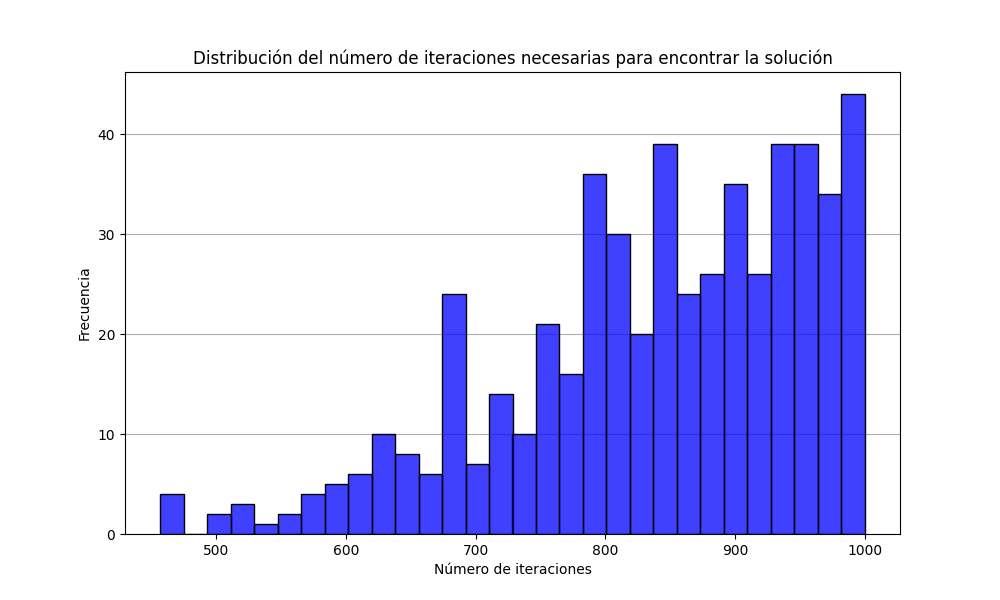 Distribución del número de iteraciones necesarias para encontrar la solución
Frecuencia
40
30
20
10
0
500 600 700 800 900 1000
Número de iteraciones